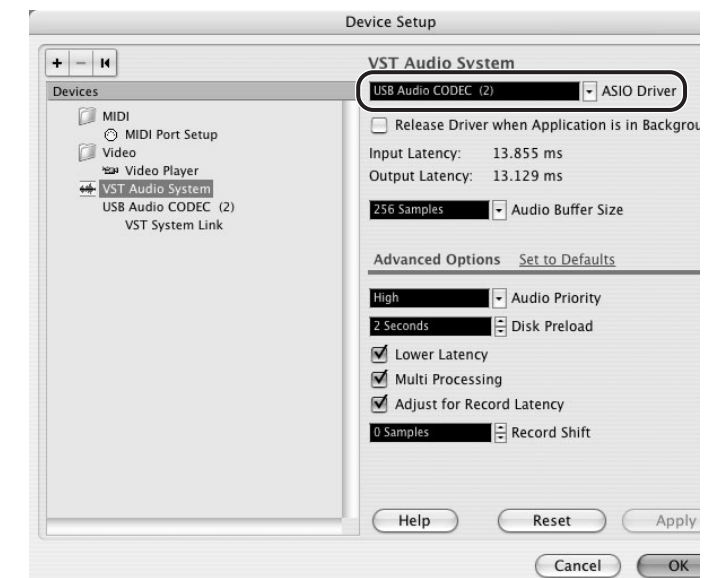 Device Setup
+ –
Devices
MIDI
MIDI Port Setup
Video
Video Player
VST Audio System
USB Audio CODEC (2)
VST System Link
VST Audio System
USB Audio CODEC (2) ASIO Driver
Release Driver when Application is in Backgrou
Input Latency: 13.855 ms
Output Latency: 13.129 ms
256 Samples Audio Buffer Size
Advanced Options Set to Defaults
High Audio Priority
2 Seconds Disk Preload
Lower Latency
Multi Processing
Adjust for Record Latency
0 Samples Record Shift
Help Reset Apply
Cancel OK